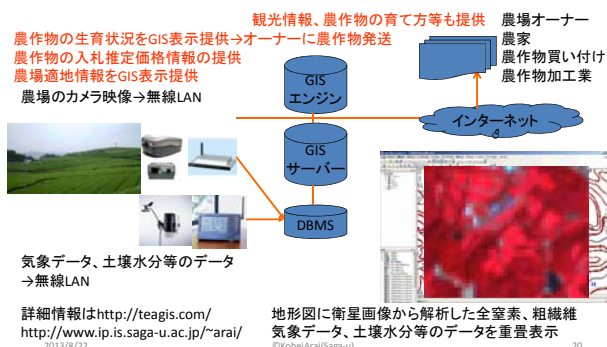 観光情報、農作物の育て方等も提供
農作物の生育状況をGIS表示提供→オーナーに農作物発送
農作物の入札推定価格情報の提供
農場適地情報をGIS表示提供
農場のカメラ映像→無線LAN
農場オーナー
農家
農作物買い付け
農作物加工業
GIS
エンジン
インターネット
GIS
サーバー
DBMS
気象データ、土壌水分等のデータ
→無線LAN
詳細情報はhttp://teagis.com/
http://www.ip.is.saga-u.ac.jp/~arai/
地形図に衛星画像から解析した全窒素、粗繊維
気象データ、土壌水分等のデータを重畳表示
2013/8/22
©KoheiArai(Saga-u)
20